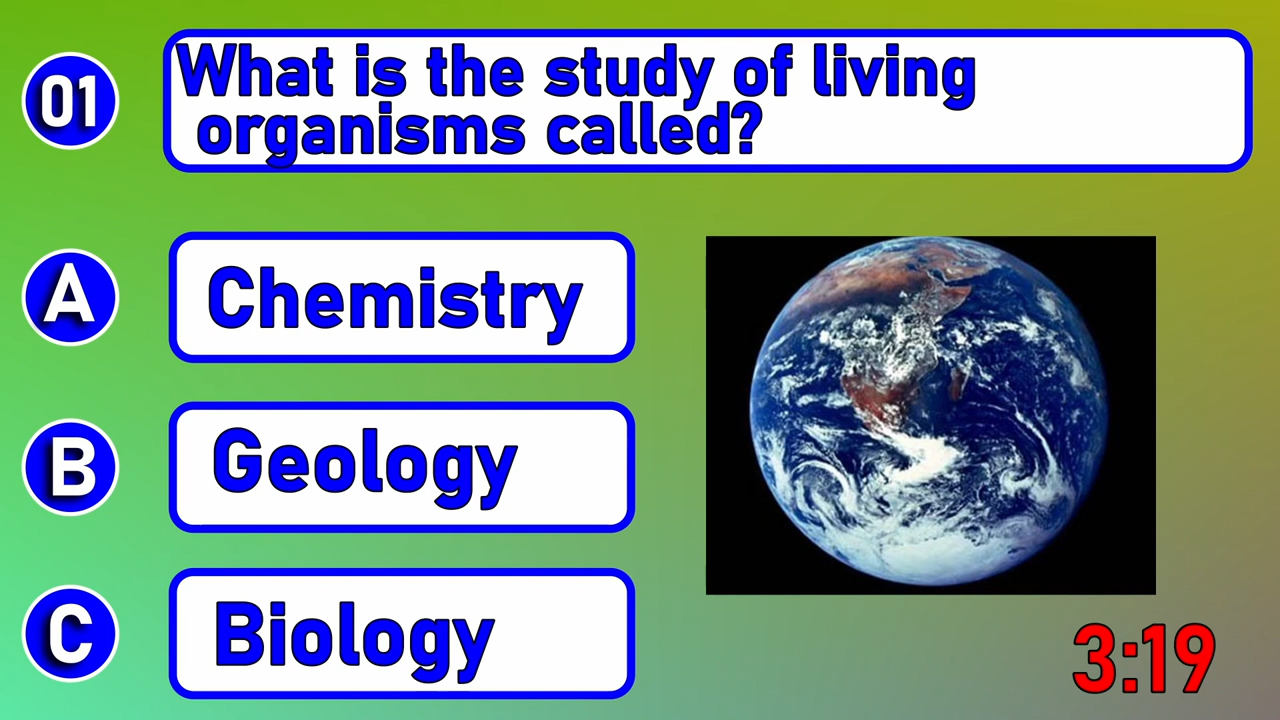 01
What is the study of living
organisms called?
A
Chemistry
B
Geology
C
Biology
3:19